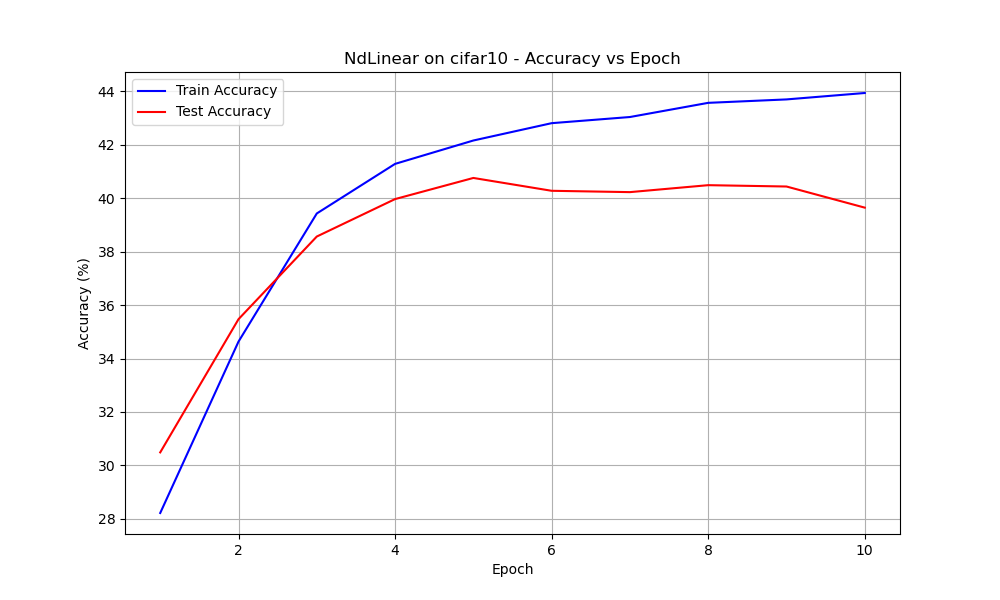 NdLinear on cifar10 - Accuracy vs Epoch
Train Accuracy
Test Accuracy
Accuracy (%)
44
42
40
38
36
34
32
30
28
2 4 6 8 10
Epoch